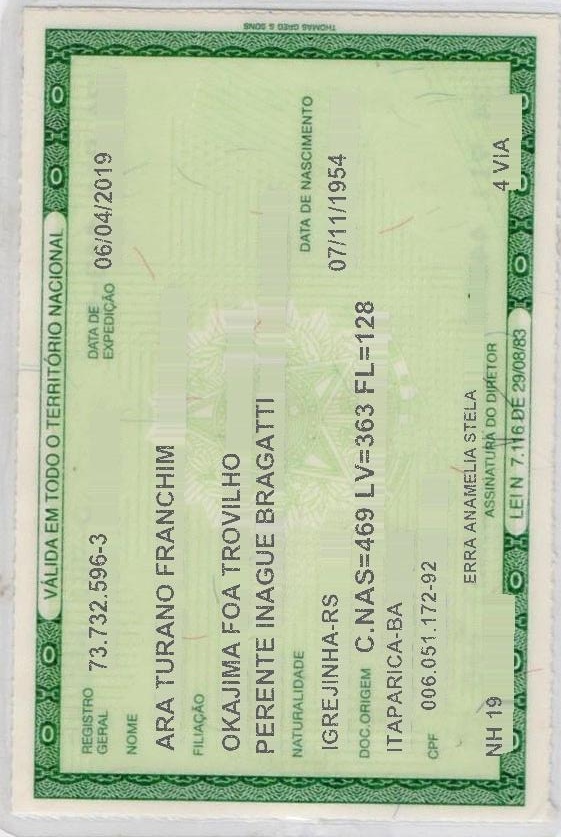 VÁLIDA EM TODO O TERRITÓRIO NACIONAL
REGISTRO GERAL 73.732.596-3 DATA DE EXPEDIÇÃO 06/04/2019
NOME
ARA TURANO FRANCHIM
FILIAÇÃO
OKAJIMA FOA TROVILHO
PERENTE INAGUE BRAGATTI
NATURALIDADE DATA DE NASCIMENTO
IGREJINHA-RS 07/11/1954
DOC.ORIGEM C.NAS=469 LV=363 FL=128
ITAPARICA-BA
CPF 006.051.172-92
ERRA ANAMELIA STELA
NH 19 ASSINATURA DO DIRETOR 4 VIA
LEI N 7.116 DE 29/08/83
THOMAS GREG & SONS